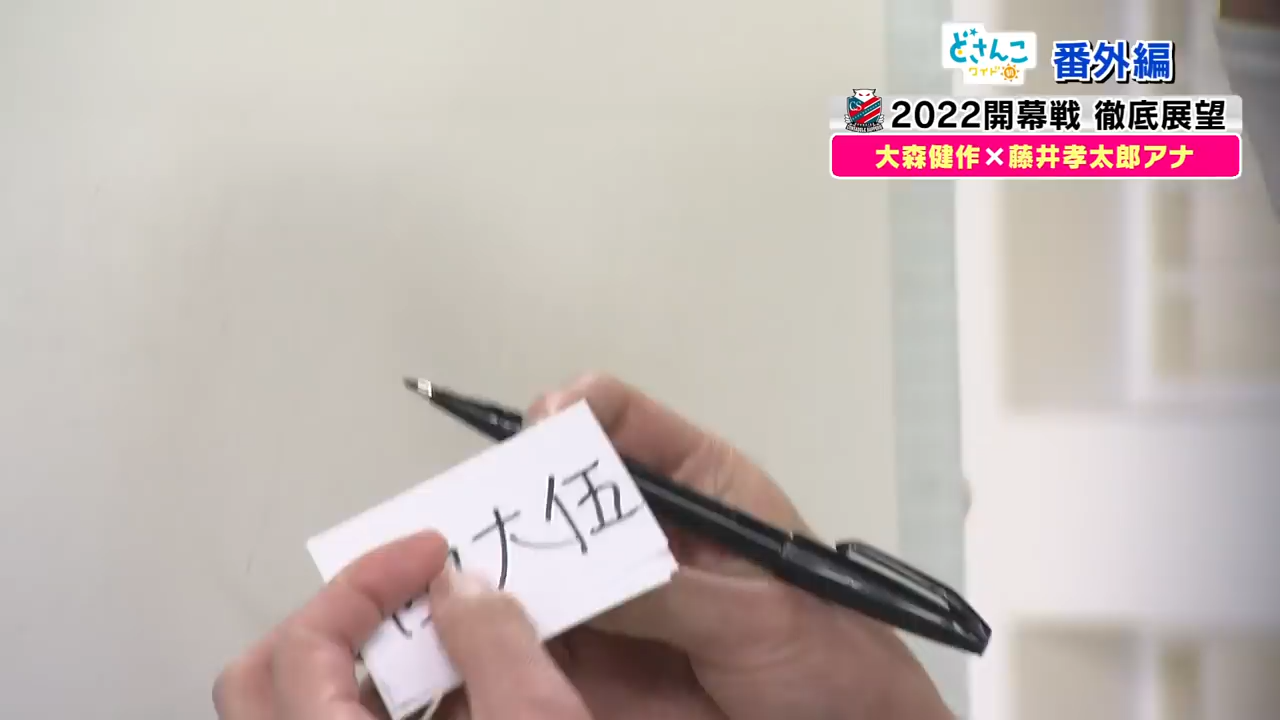 どさんこ
ワイド
番外編
2022開幕戦 徹底展望
大森健作×藤井孝太郎アナ
大伍